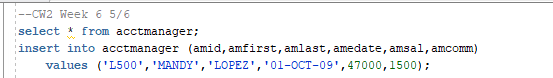 --CW2 Week 6 5/6
select * from acctmanager;
insert into acctmanager (amid,amfirst,amlast,amedate,amsal,amcomm)
values ('L500','MANDY','LOPEZ','01-OCT-09',47000,1500);